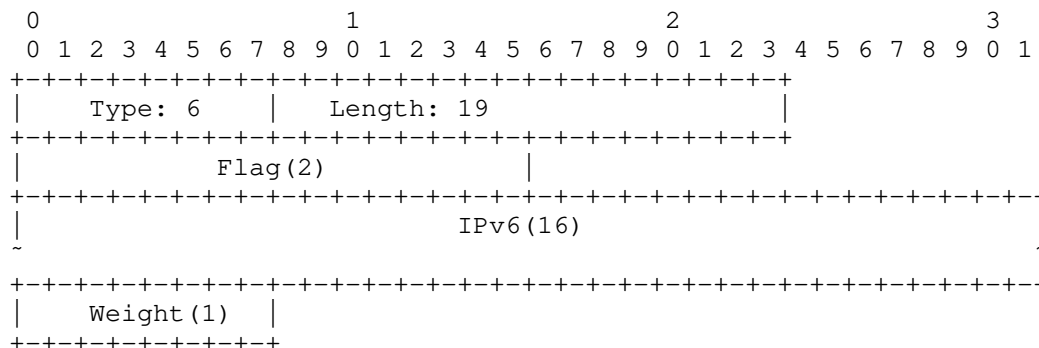 0                   1                   2                   3
0 1 2 3 4 5 6 7 8 9 0 1 2 3 4 5 6 7 8 9 0 1 2 3 4 5 6 7 8 9 0 1
+-+-+-+-+-+-+-+-+-+-+-+-+-+-+-+-+-+-+-+-+-+-+-+-+
|    Type: 6    |   Length: 19                  |
+-+-+-+-+-+-+-+-+-+-+-+-+-+-+-+-+-+-+-+-+-+-+-+-+
|            Flag(2)            |
+-+-+-+-+-+-+-+-+-+-+-+-+-+-+-+-+-+-+-+-+-+-+-+-+-+-+-+-+-+-+-+--
|                           IPv6(16)
~                                                               ~
+-+-+-+-+-+-+-+-+-+-+-+-+-+-+-+-+-+-+-+-+-+-+-+-+-+-+-+-+-+-+-+--
|    Weight(1)  |
+-+-+-+-+-+-+-+-+